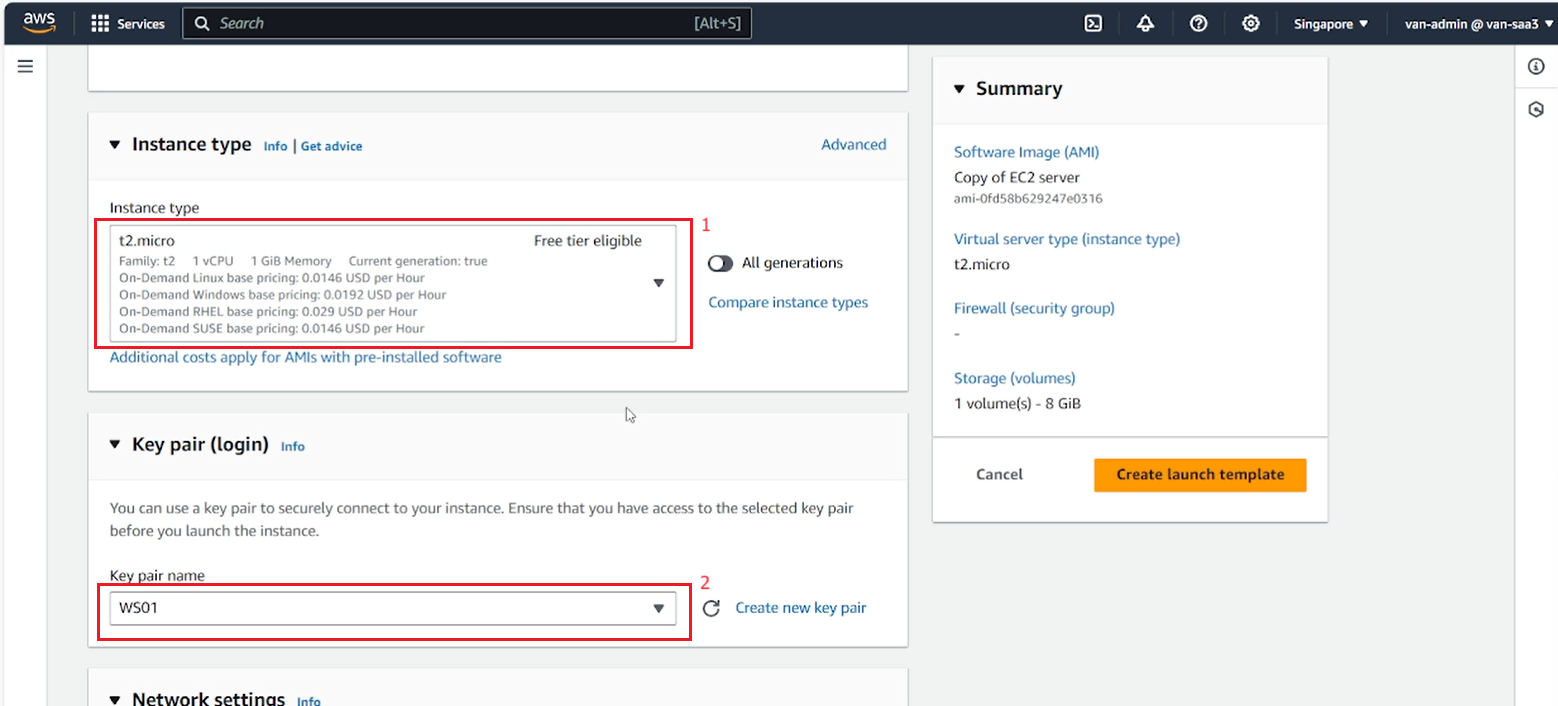 aws
Services
Search [Alt+S]
Singapore
van-admin @ van-saa3
Instance type Info | Get advice
Advanced
Instance type
t2.micro Free tier eligible
Family: t2 1 vCPU 1 GiB Memory Current generation: true
On-Demand Linux base pricing: 0.0146 USD per Hour
On-Demand Windows base pricing: 0.0192 USD per Hour
On-Demand RHEL base pricing: 0.029 USD per Hour
On-Demand SUSE base pricing: 0.0146 USD per Hour
1
All generations
Compare instance types
Additional costs apply for AMIs with pre-installed software
Key pair (login) Info
You can use a key pair to securely connect to your instance. Ensure that you have access to the selected key pair
before you launch the instance.
Key pair name
WS01
2
Create new key pair
Network settings Info
Summary
Software Image (AMI)
Copy of EC2 server
ami-0fd58b629247e0316
Virtual server type (instance type)
t2.micro
Firewall (security group)
-
Storage (volumes)
1 volume(s) - 8 GiB
Cancel
Create launch template